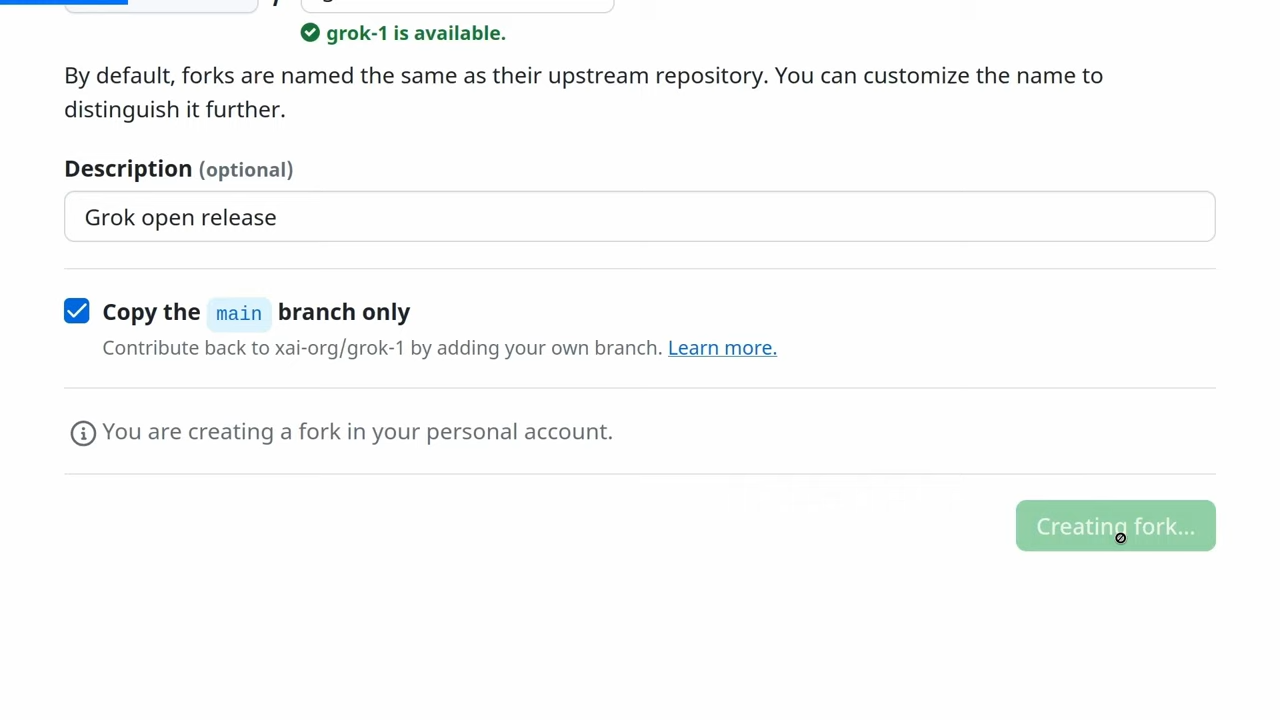 /
grok-1 is available.
By default, forks are named the same as their upstream repository. You can customize the name to
distinguish it further.
Description (optional)
Grok open release
Copy the main branch only
Contribute back to xai-org/grok-1 by adding your own branch. Learn more.
You are creating a fork in your personal account.
Creating fork...